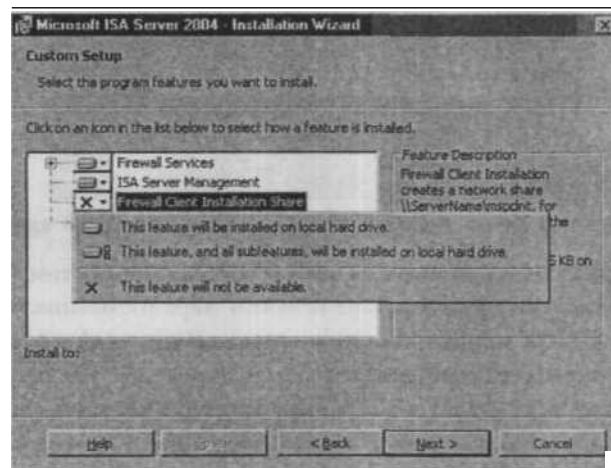 Microsoft ISA Server 2004 - Installation Wizard
Custom Setup
Select the program features you want to install.
Click on an icon in the list below to select how a feature is installed.
Firewall Services
ISA Server Management
Firewall Client Installation Share
Feature Description
Firewall Client Installation
creates a network share
\\ServerName\mspclnt, for
the
This feature will be installed on local hard drive.
This feature, and all subfeatures, will be installed on local hard drive.
KB on
This feature will not be available.
Install to:
Help
< Back
Next >
Cancel